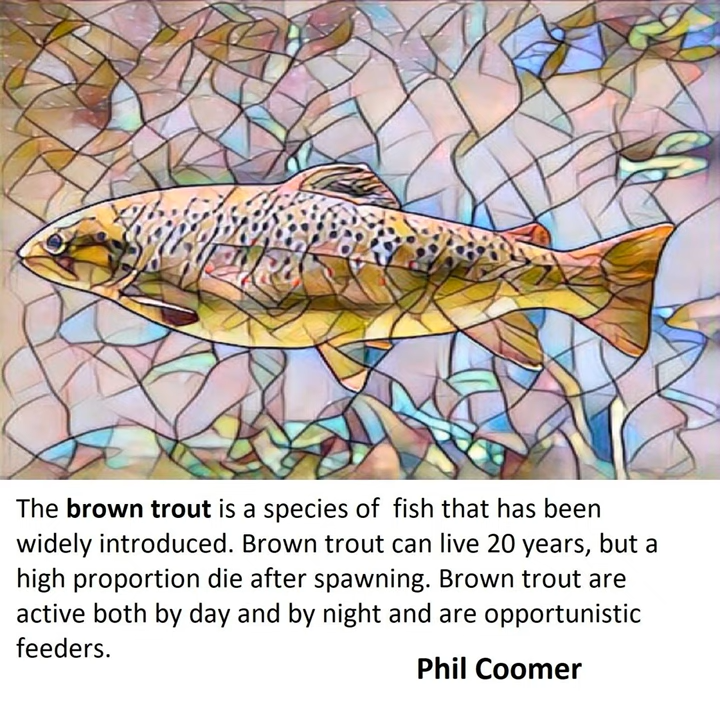 The brown trout is a species of  fish that has been
widely introduced. Brown trout can live 20 years, but a
high proportion die after spawning. Brown trout are
active both by day and by night and are opportunistic
feeders.
Phil Coomer